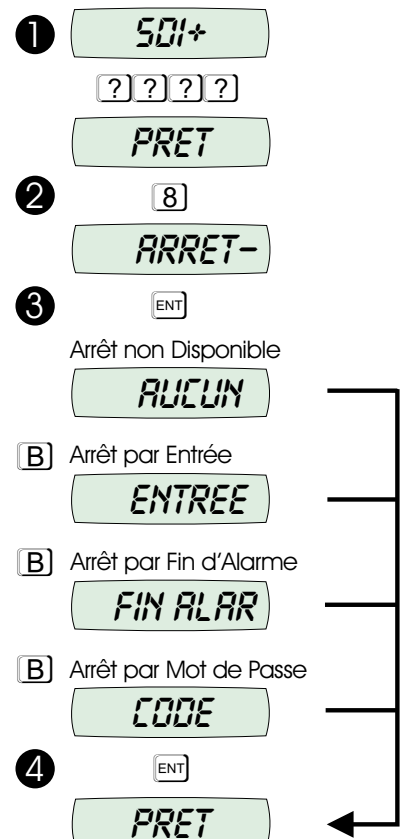 1 SDI+
? ? ? ?
PRET
2 8
ARRET-
3 ENT
Arrêt non Disponible
AUCUN
B Arrêt par Entrée
ENTREE
B Arrêt par Fin d'Alarme
FIN ALAR
B Arrêt par Mot de Passe
CODE
4 ENT
PRET